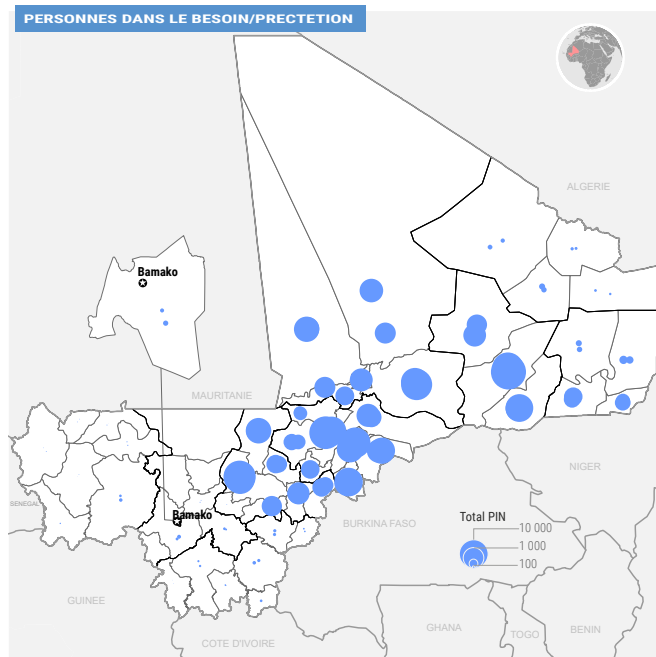 PERSONNES DANS LE BESOIN/PRECTETION
ALGERIE
Bamako
MAURITANIE
SENEGAL
Bamako
NIGER
BURKINA FASO
Total PIN
10 000
1 000
100
GUINEE
COTE D'IVOIRE
GHANA
TOGO
BENIN